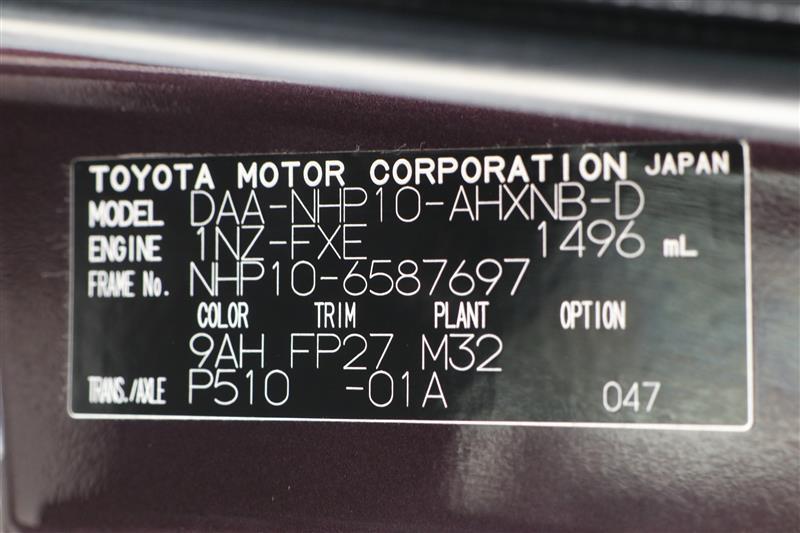 TOYOTA MOTOR CORPORATION JAPAN
MODEL DAA-NHP10-AHXNB-D
ENGINE 1NZ-FXE 1496 mL
FRAME No. NHP10-6587697
COLOR TRIM PLANT OPTION
9AH FP27 M32
TRANS./AXLE P510 -01A 047